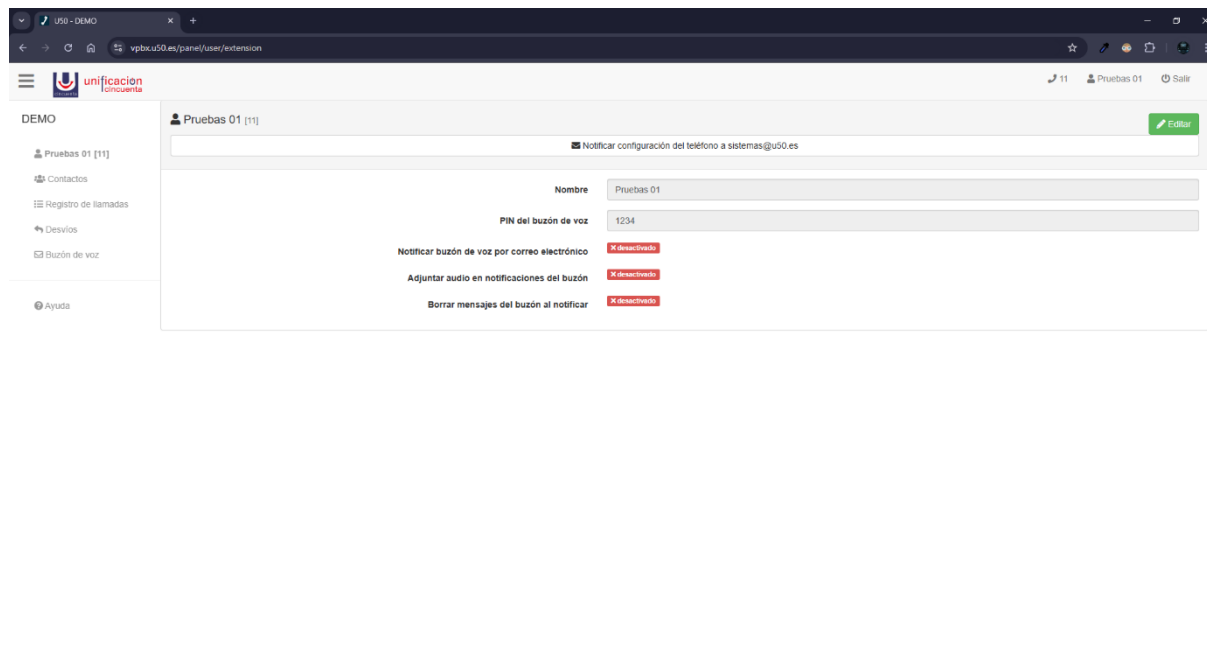 U50 - DEMO
vpbx.u50.es/panel/user/extension
unificación
cincuenta
11 Pruebas 01 Salir
DEMO
Pruebas 01 [11]
Contactos
Registro de llamadas
Desvíos
Buzón de voz
Ayuda
Pruebas 01 [11]
Editar
Notificar configuración del teléfono a sistemas@u50.es
Nombre Pruebas 01
PIN del buzón de voz 1234
Notificar buzón de voz por correo electrónico desactivado
Adjuntar audio en notificaciones del buzón desactivado
Borrar mensajes del buzón al notificar desactivado